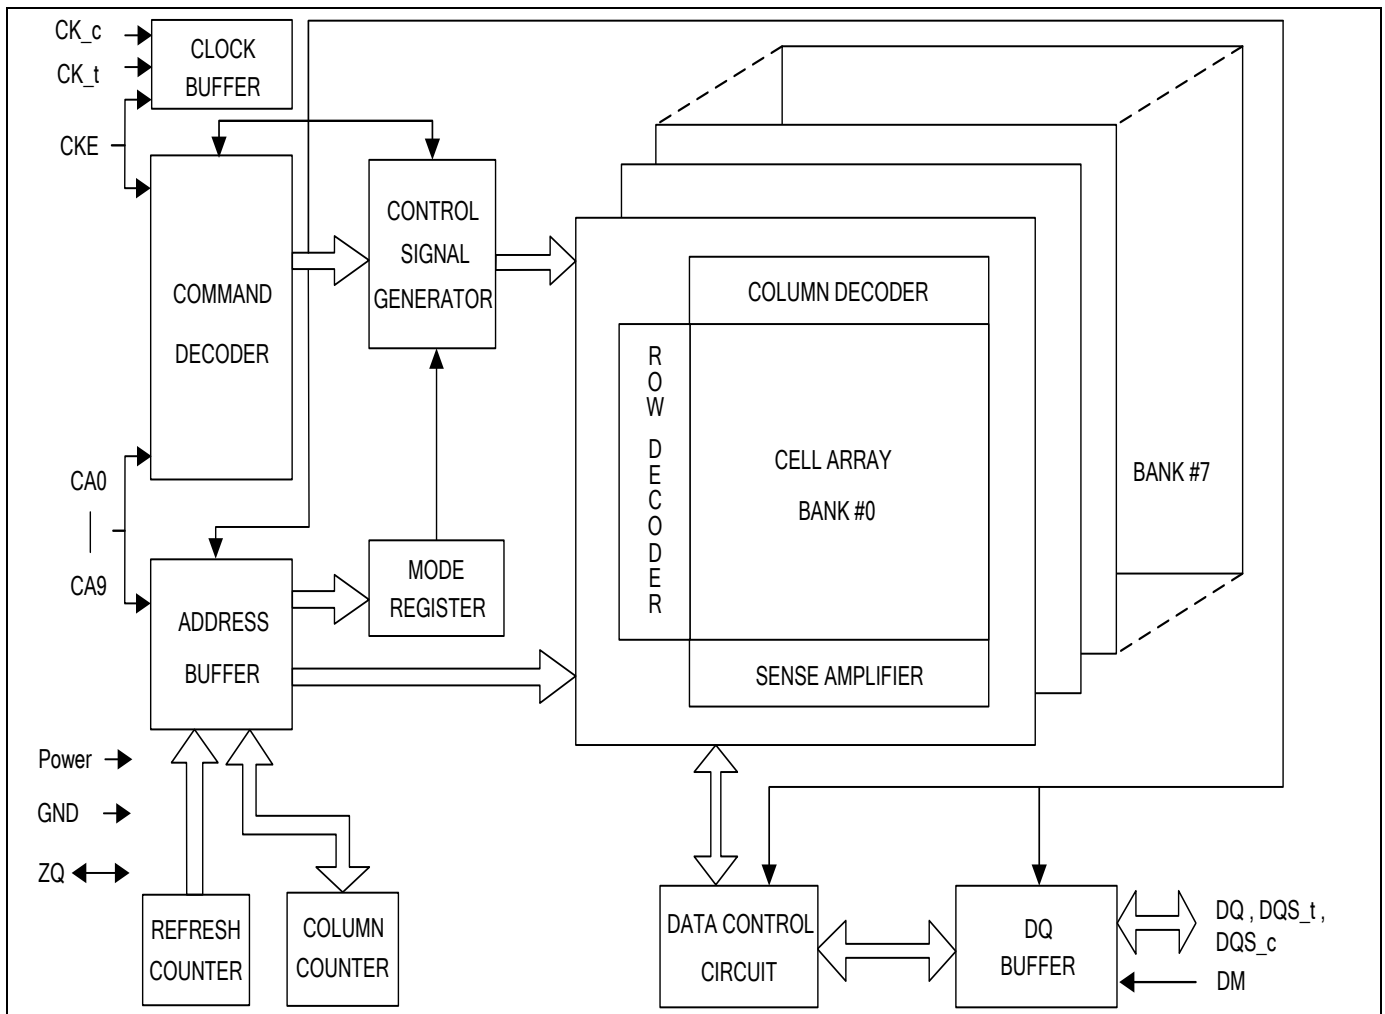 CK_c
CK_t
CKE
CLOCK
BUFFER
COMMAND
DECODER
CONTROL
SIGNAL
GENERATOR
CA0
CA9
MODE
REGISTER
ADDRESS
BUFFER
COLUMN DECODER
ROW DECODER
CELL ARRAY
BANK #0
SENSE AMPLIFIER
BANK #7
Power
GND
ZQ
REFRESH
COUNTER
COLUMN
COUNTER
DATA CONTROL
CIRCUIT
DQ
BUFFER
DQ , DQS_t ,
DQS_c
DM